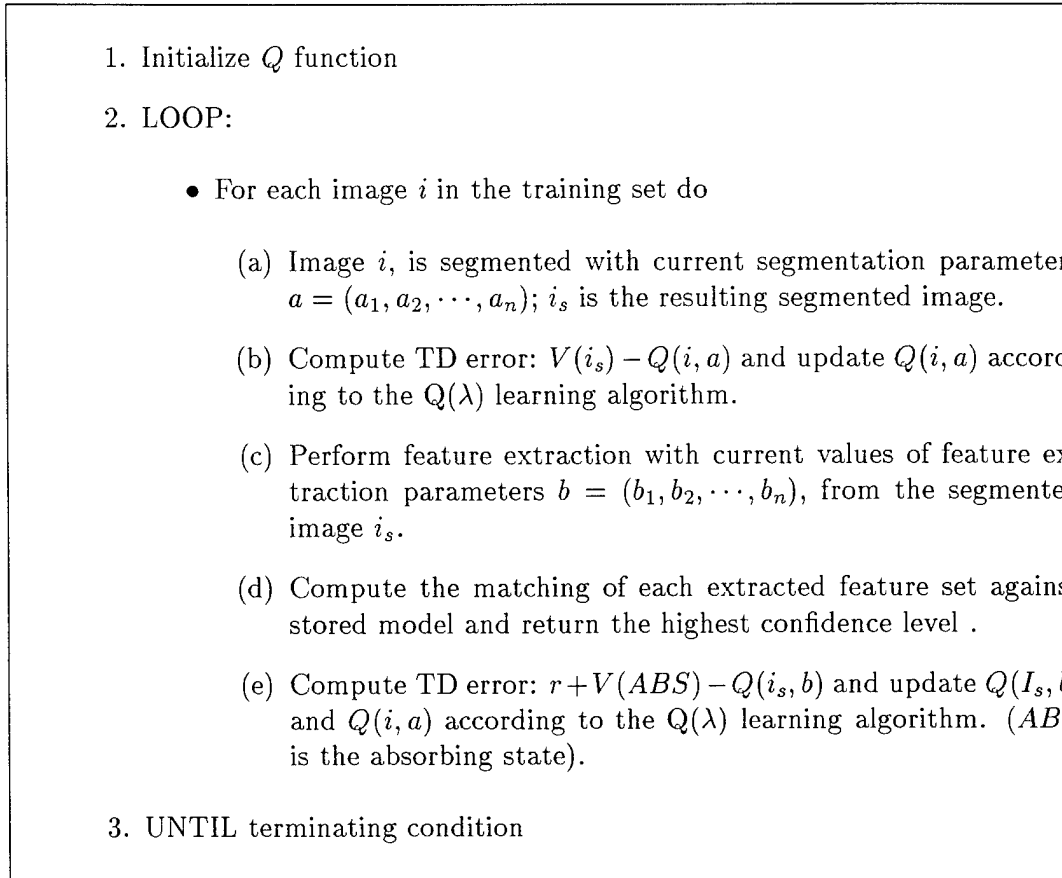 1. Initialize Q function
2. LOOP:
• For each image i in the training set do
(a) Image i, is segmented with current segmentation parameter
a = (a₁, a₂, ⋯, aₙ); iₛ is the resulting segmented image.
(b) Compute TD error: V(iₛ) − Q(i, a) and update Q(i, a) accord
ing to the Q(λ) learning algorithm.
(c) Perform feature extraction with current values of feature ex
traction parameters b = (b₁, b₂, ⋯, bₙ), from the segmente
image iₛ.
(d) Compute the matching of each extracted feature set agains
stored model and return the highest confidence level .
(e) Compute TD error: r + V(ABS) − Q(iₛ, b) and update Q(Iₛ,
and Q(i, a) according to the Q(λ) learning algorithm. (AB
is the absorbing state).
3. UNTIL terminating condition